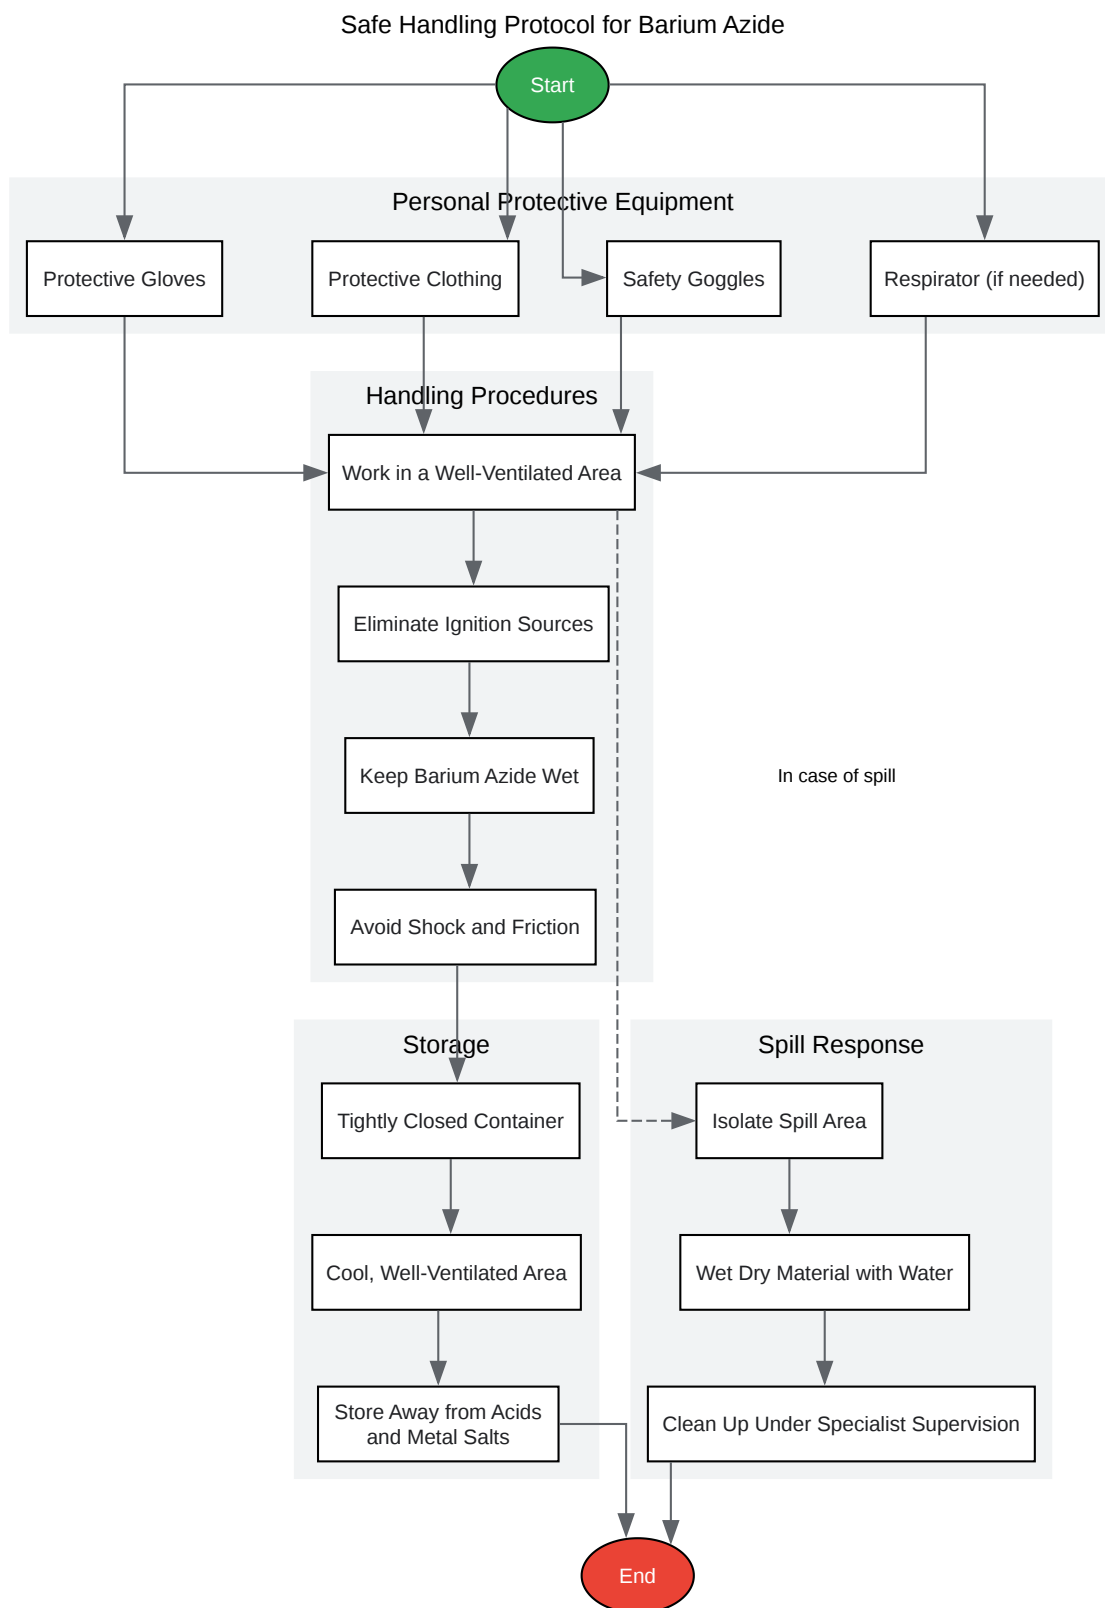 Safe Handling Protocol for Barium Azide
Start
Personal Protective Equipment
Protective Gloves
Protective Clothing
Safety Goggles
Respirator (if needed)
Handling Procedures
Work in a Well-Ventilated Area
Eliminate Ignition Sources
Keep Barium Azide Wet
In case of spill
Avoid Shock and Friction
Storage
Spill Response
Tightly Closed Container
Isolate Spill Area
Cool, Well-Ventilated Area
Wet Dry Material with Water
Store Away from Acids
and Metal Salts
Clean Up Under Specialist Supervision
End